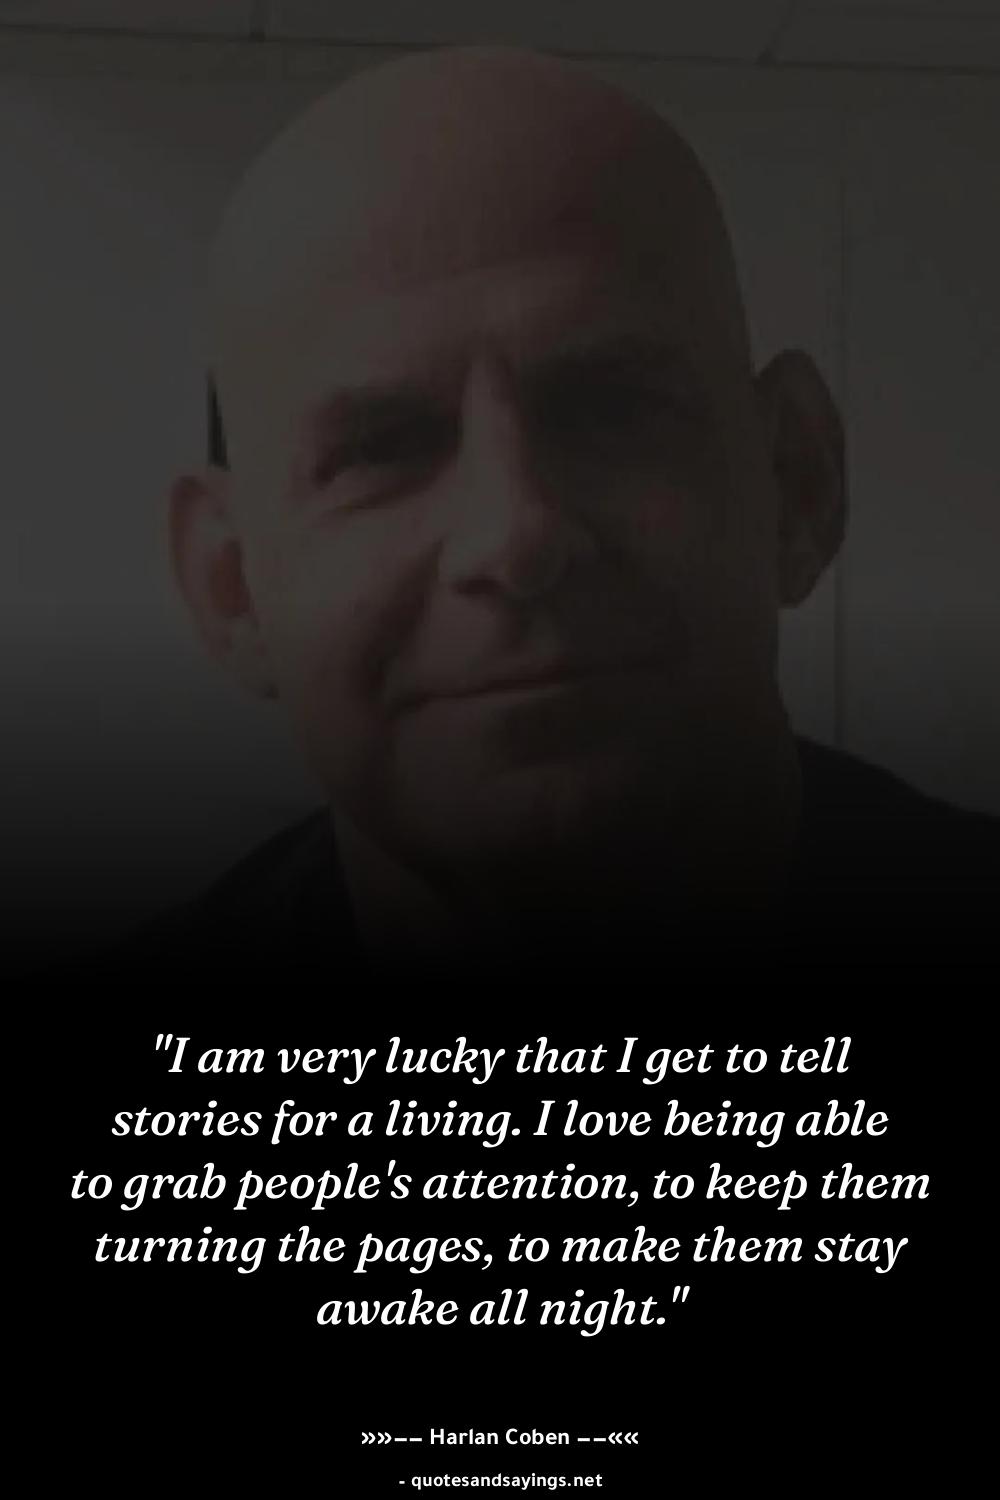 "I am very lucky that I get to tell
stories for a living. I love being able
to grab people's attention, to keep them
turning the pages, to make them stay
awake all night."
»»−− Harlan Coben −−««
- quotesandsayings.net